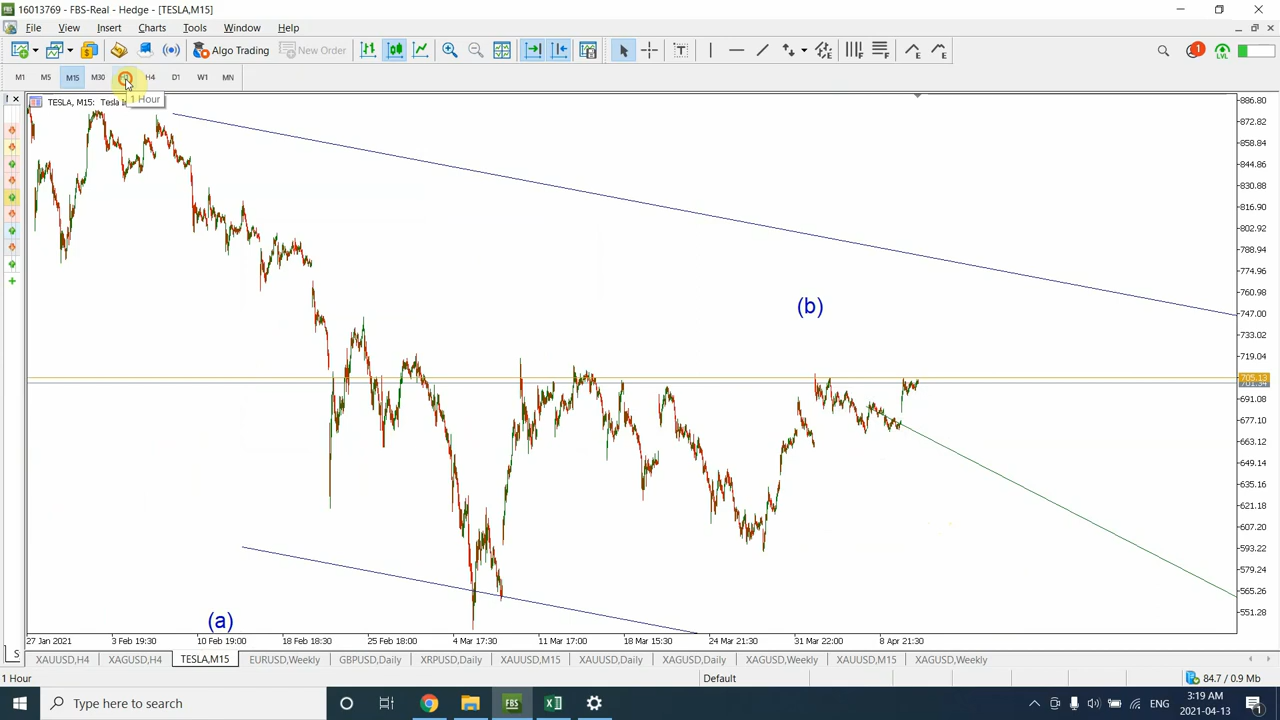 16013769 - FBS-Real - Hedge - [TESLA,M15]
File View Insert Charts Tools Window Help
Algo Trading New Order
LVL
1
M1 M5 M15 M30 H4 D1 W1 MN
1 Hour
TESLA, M15:
886.80
872.82
858.84
844.86
830.88
816.90
802.92
788.94
774.96
760.98
747.00
733.02
719.04
705.13
691.08
677.10
663.12
649.14
635.16
621.18
607.20
593.22
579.24
565.26
551.28
(b)
(a)
27 Jan 2021 3 Feb 19:30 10 Feb 19:00 18 Feb 18:30 25 Feb 18:00 4 Mar 17:30 11 Mar 17:00 18 Mar 15:30 24 Mar 21:30 31 Mar 22:00 8 Apr 21:30
S
XAUUSD,H4 XAGUSD,H4 TESLA,M15 EURUSD,Weekly GBPUSD,Daily XRPUSD,Daily XAUUSD,M15 XAUUSD,Daily XAGUSD,Daily XAGUSD,Weekly XAUUSD,M15 XAGUSD,Weekly
1 Hour Default 84.7 / 0.9 Mb
Type here to search
FBS
ENG
3:19 AM
2021-04-13
1